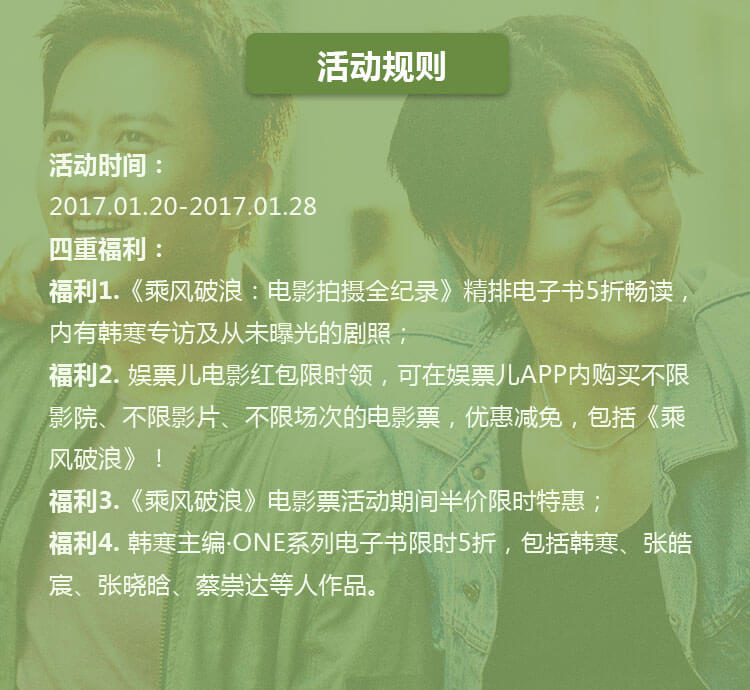 活动规则
活动时间：
2017.01.20-2017.01.28
四重福利：
福利1.《乘风破浪：电影拍摄全纪录》精排电子书5折畅读，
内有韩寒专访及从未曝光的剧照；
福利2. 娱票儿电影红包限时领，可在娱票儿APP内购买不限
影院、不限影片、不限场次的电影票，优惠减免，包括《乘
风破浪》！
福利3.《乘风破浪》电影票活动期间半价限时特惠；
福利4. 韩寒主编·ONE系列电子书限时5折，包括韩寒、张皓
宸、张晓晗、蔡崇达等人作品。